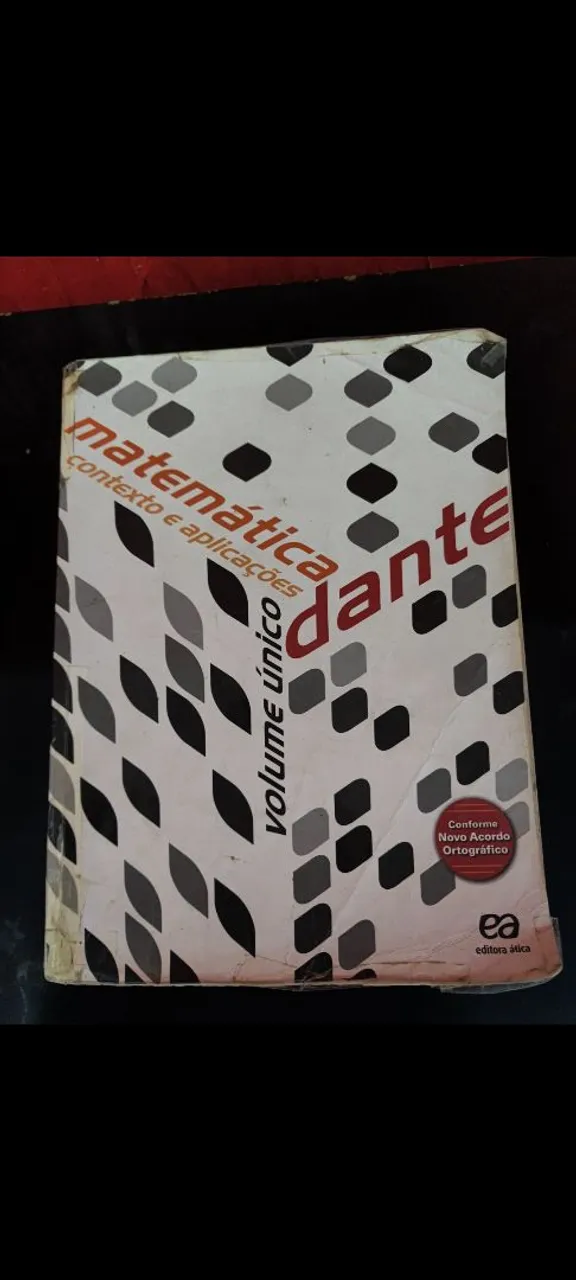 matemática
contexto e aplicações
dante
volume único
Conforme
Novo Acordo
Ortográfico
ea
editora ática